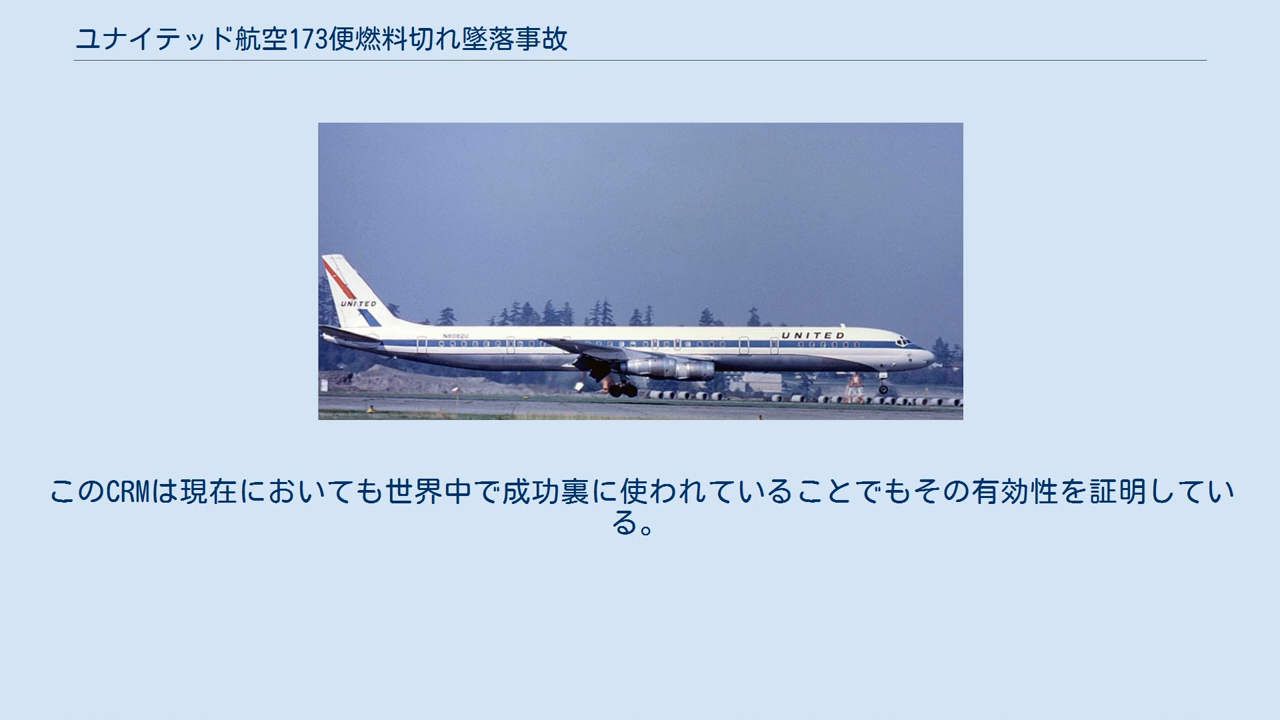 ユナイテッド航空173便燃料切れ墜落事故
UNITED
N8082U
UNITED
このCRMは現在においても世界中で成功裏に使われていることでもその有効性を証明してい
る。